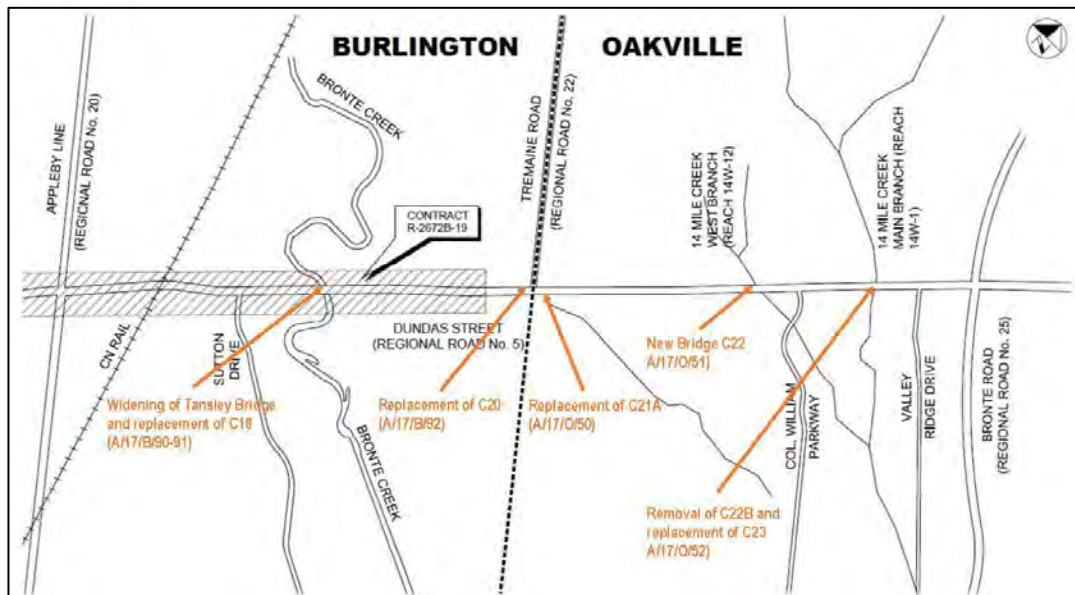 BURLINGTON
OAKVILLE
BRONTE CREEK
APPLEBY LINE
(REGIONAL ROAD No. 20)
TREMAINE ROAD
(REGIONAL ROAD No. 22)
14 MILE CREEK
WEST BRANCH
(REACH 14W-12)
14 MILE CREEK
MAIN BRANCH (REACH
14W-1)
CONTRACT
R-2672B-19
CN RAIL
SUTTON
DRIVE
DUNDAS STREET
(REGIONAL ROAD No. 5)
New Bridge C22
A/17/O/51)
Widening of Tansley Bridge
and replacement of C18
(A/17/B/90-91)
Replacement of C20
(A/17/B/92)
Replacement of C21A
(A/17/O/50)
BRONTE CREEK
COL. WILLIAM
PARKWAY
VALLEY
RIDGE DRIVE
BRONTE ROAD
(REGIONAL ROAD No. 25)
Removal of C22B and
replacement of C23
A/17/O/52)